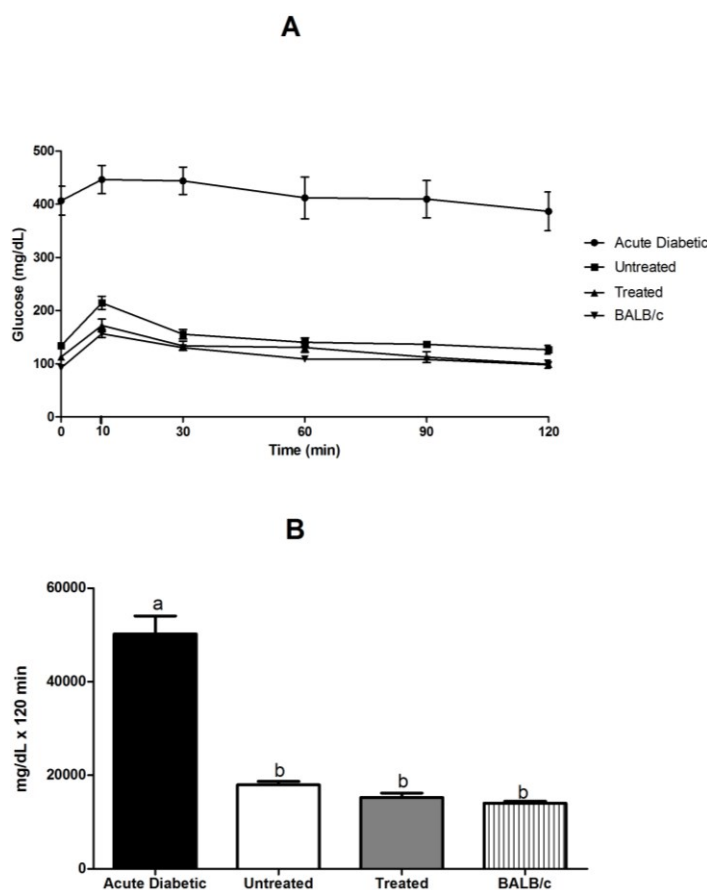 A
500
400
300
200
100
0
Glucose (mg/dL)
0 10 30 60 90 120
Time (min)
Acute Diabetic
Untreated
Treated
BALB/c
B
60000
40000
20000
0
mg/dL x 120 min
a
b
b
b
Acute Diabetic Untreated Treated BALB/c